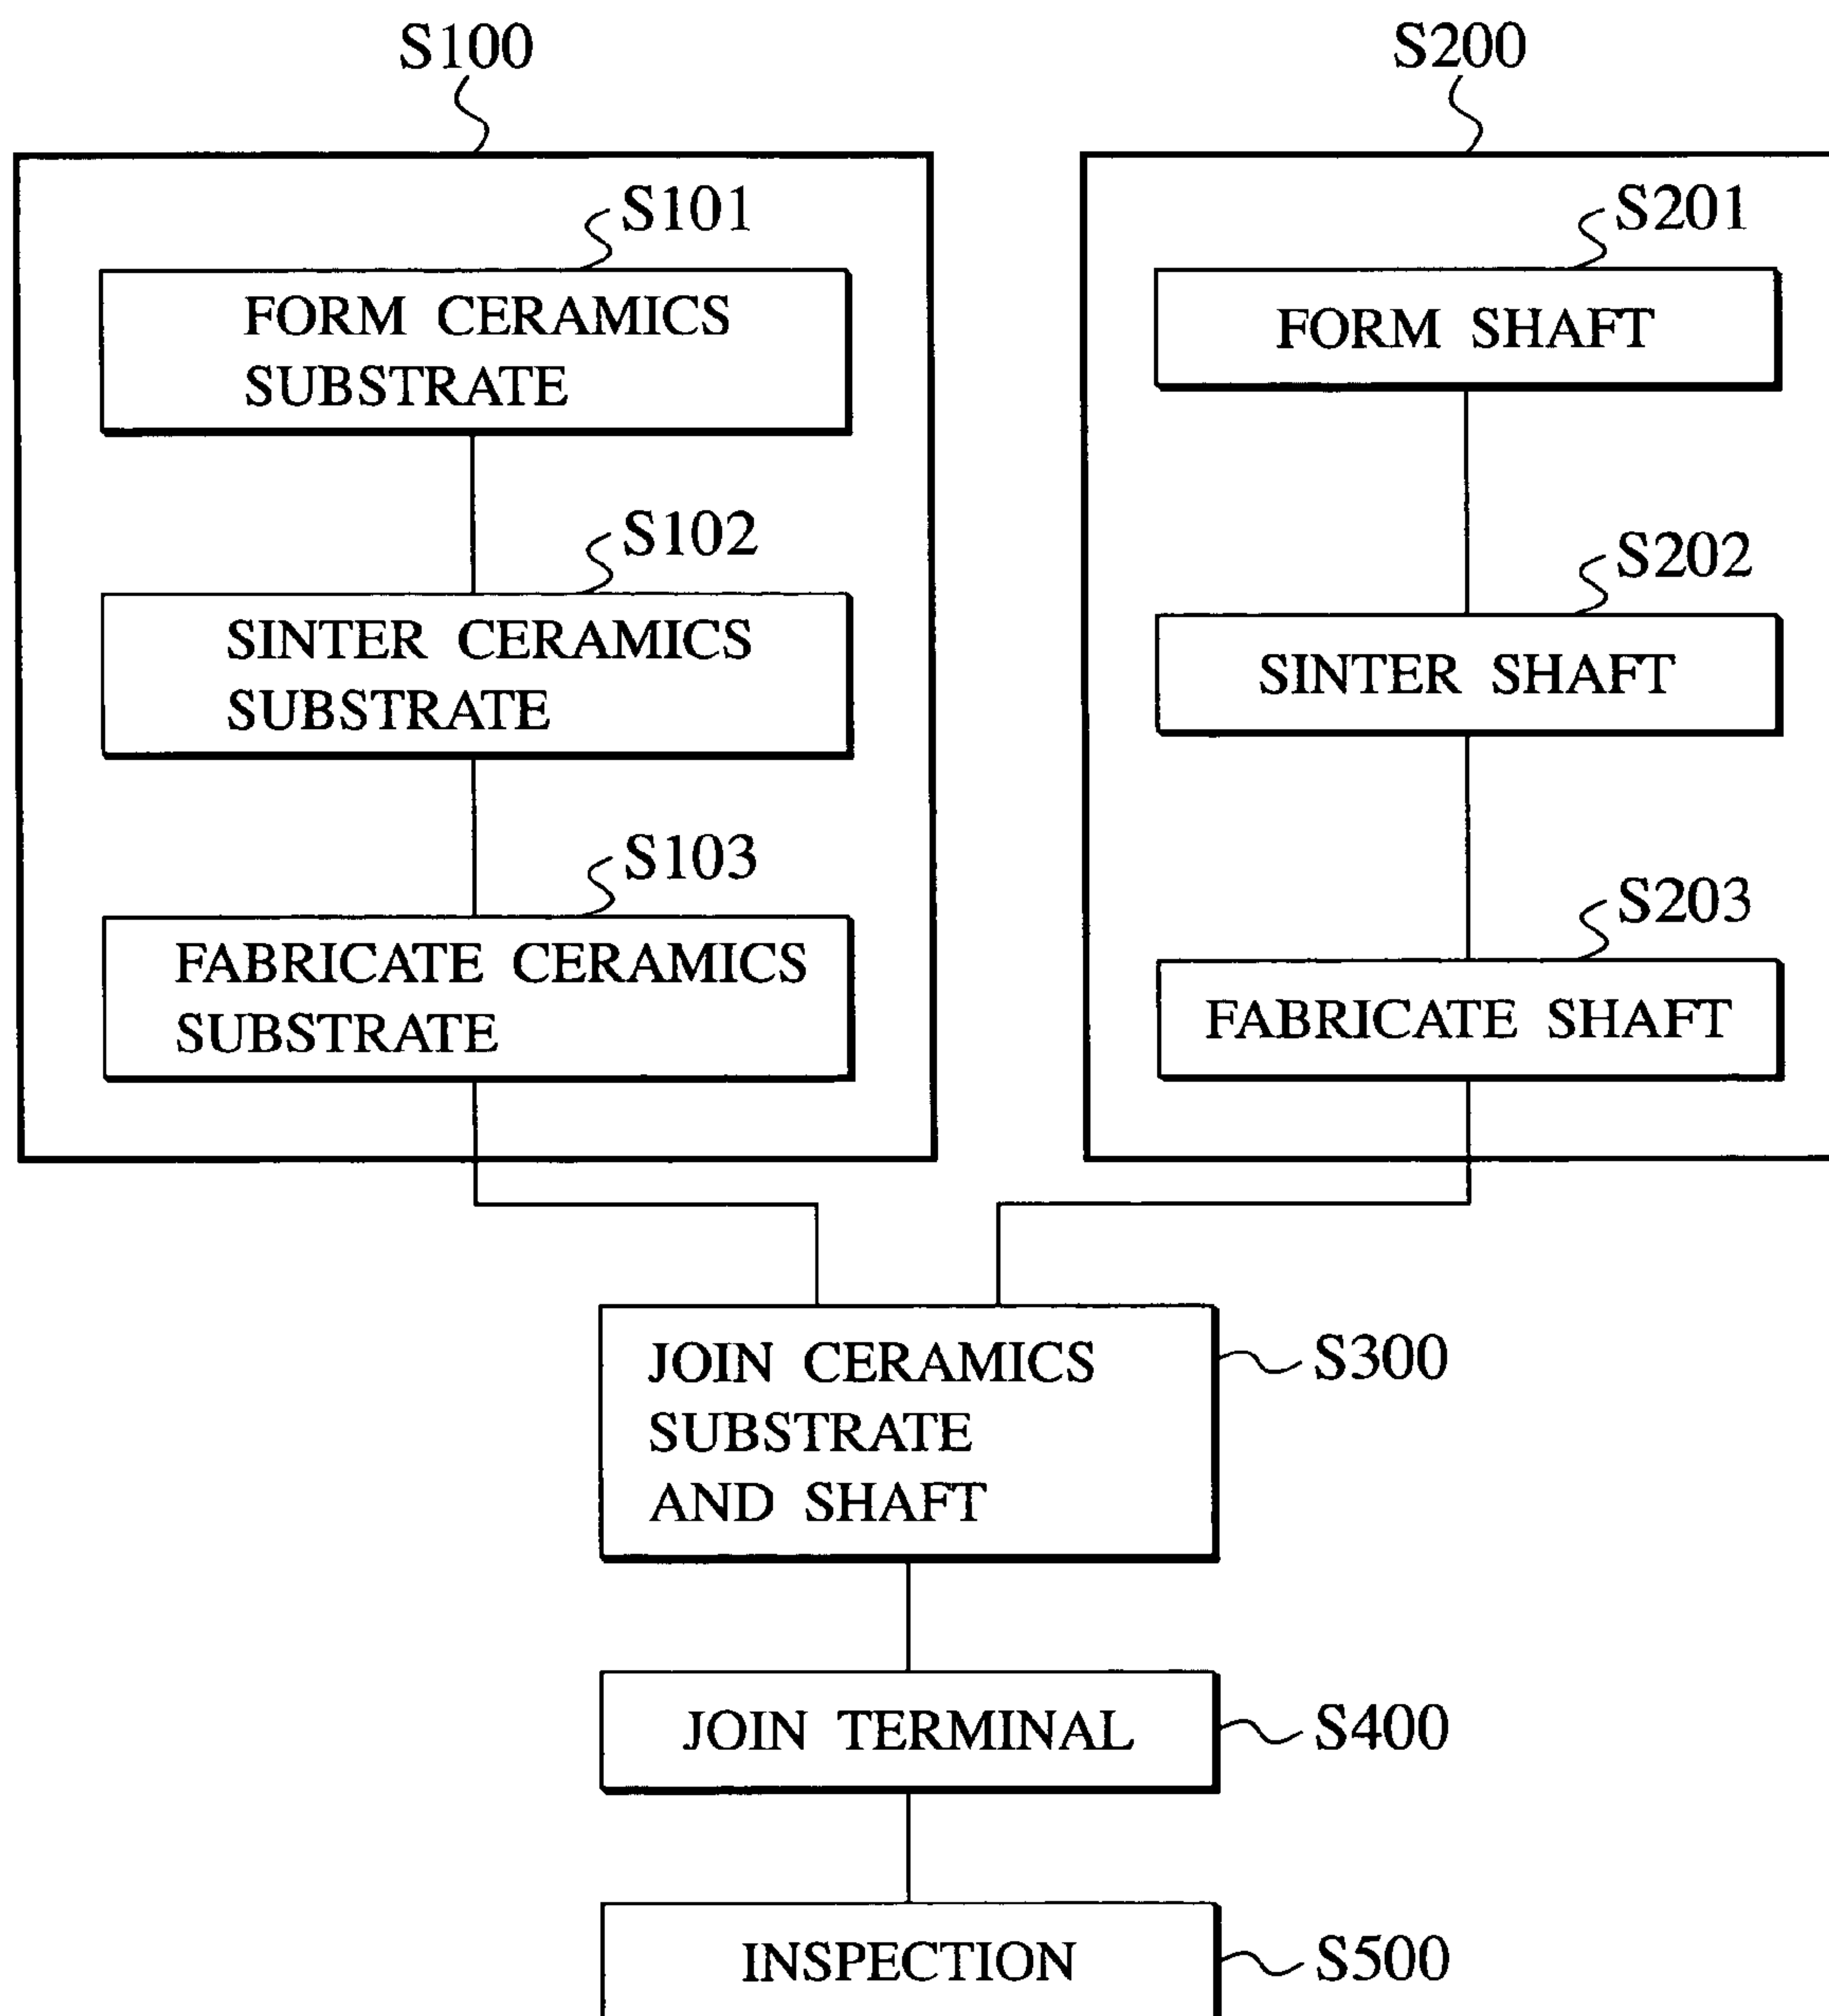 S100
S101
FORM CERAMICS
SUBSTRATE
S102
SINTER CERAMICS
SUBSTRATE
S103
FABRICATE CERAMICS
SUBSTRATE
S200
S201
FORM SHAFT
S202
SINTER SHAFT
S203
FABRICATE SHAFT
JOIN CERAMICS
SUBSTRATE
AND SHAFT
S300
JOIN TERMINAL
S400
INSPECTION
S500